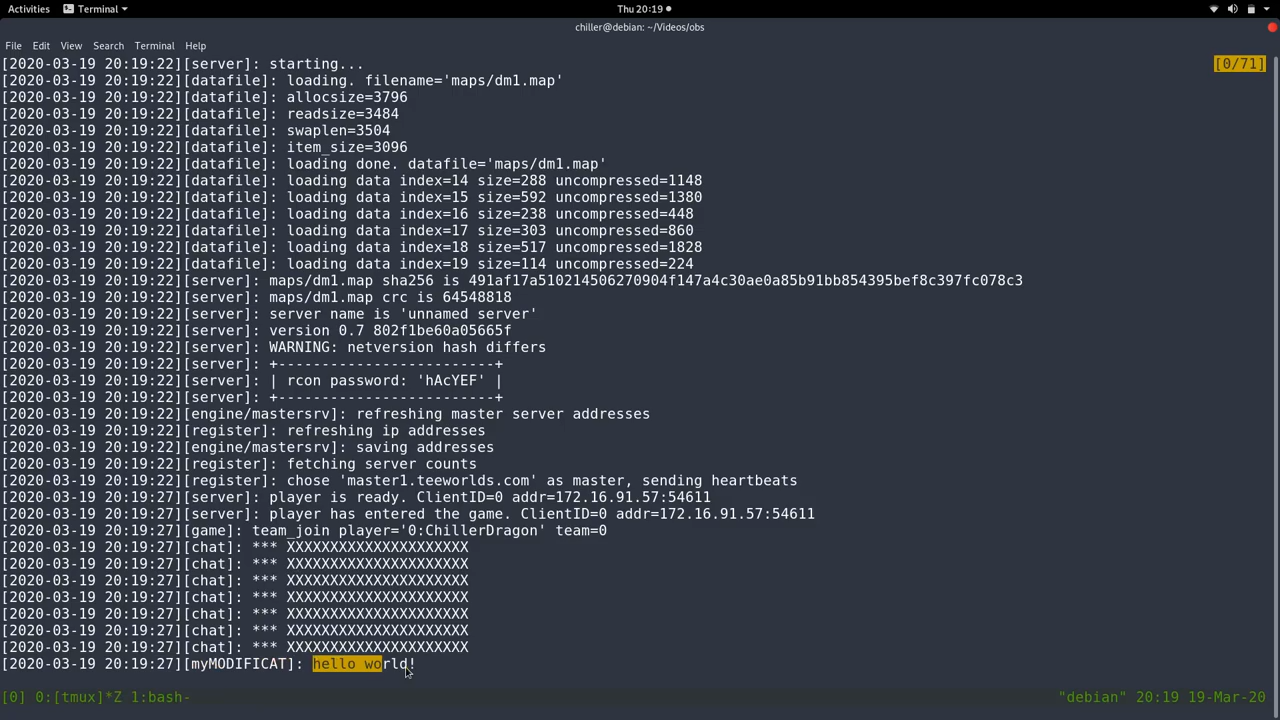 Activities Terminal Thu 20:19
chiller@debian: ~/Videos/obs
File Edit View Search Terminal Help
[2020-03-19 20:19:22][server]: starting... [0/71]
[2020-03-19 20:19:22][datafile]: loading. filename='maps/dm1.map'
[2020-03-19 20:19:22][datafile]: allocsize=3796
[2020-03-19 20:19:22][datafile]: readsize=3484
[2020-03-19 20:19:22][datafile]: swaplen=3504
[2020-03-19 20:19:22][datafile]: item_size=3096
[2020-03-19 20:19:22][datafile]: loading done. datafile='maps/dm1.map'
[2020-03-19 20:19:22][datafile]: loading data index=14 size=288 uncompressed=1148
[2020-03-19 20:19:22][datafile]: loading data index=15 size=592 uncompressed=1380
[2020-03-19 20:19:22][datafile]: loading data index=16 size=238 uncompressed=448
[2020-03-19 20:19:22][datafile]: loading data index=17 size=303 uncompressed=860
[2020-03-19 20:19:22][datafile]: loading data index=18 size=517 uncompressed=1828
[2020-03-19 20:19:22][datafile]: loading data index=19 size=114 uncompressed=224
[2020-03-19 20:19:22][server]: maps/dm1.map sha256 is 491af17a510214506270904f147a4c30ae0a85b91bb854395bef8c397fc078c3
[2020-03-19 20:19:22][server]: maps/dm1.map crc is 64548818
[2020-03-19 20:19:22][server]: server name is 'unnamed server'
[2020-03-19 20:19:22][server]: version 0.7 802f1be60a05665f
[2020-03-19 20:19:22][server]: WARNING: netversion hash differs
[2020-03-19 20:19:22][server]: +-------------------------+
[2020-03-19 20:19:22][server]: | rcon password: 'hAcYEF' |
[2020-03-19 20:19:22][server]: +-------------------------+
[2020-03-19 20:19:22][engine/mastersrv]: refreshing master server addresses
[2020-03-19 20:19:22][register]: refreshing ip addresses
[2020-03-19 20:19:22][engine/mastersrv]: saving addresses
[2020-03-19 20:19:22][register]: fetching server counts
[2020-03-19 20:19:22][register]: chose 'master1.teeworlds.com' as master, sending heartbeats
[2020-03-19 20:19:27][server]: player is ready. ClientID=0 addr=172.16.91.57:54611
[2020-03-19 20:19:27][server]: player has entered the game. ClientID=0 addr=172.16.91.57:54611
[2020-03-19 20:19:27][game]: team_join player='0:ChillerDragon' team=0
[2020-03-19 20:19:27][chat]: *** XXXXXXXXXXXXXXXXXXXXX
[2020-03-19 20:19:27][chat]: *** XXXXXXXXXXXXXXXXXXXXX
[2020-03-19 20:19:27][chat]: *** XXXXXXXXXXXXXXXXXXXXX
[2020-03-19 20:19:27][chat]: *** XXXXXXXXXXXXXXXXXXXXX
[2020-03-19 20:19:27][chat]: *** XXXXXXXXXXXXXXXXXXXXX
[2020-03-19 20:19:27][chat]: *** XXXXXXXXXXXXXXXXXXXXX
[2020-03-19 20:19:27][chat]: *** XXXXXXXXXXXXXXXXXXXXX
[2020-03-19 20:19:27][myMODIFICAT]: hello world!
[0] 0:[tmux]*Z 1:bash- "debian" 20:19 19-Mar-20